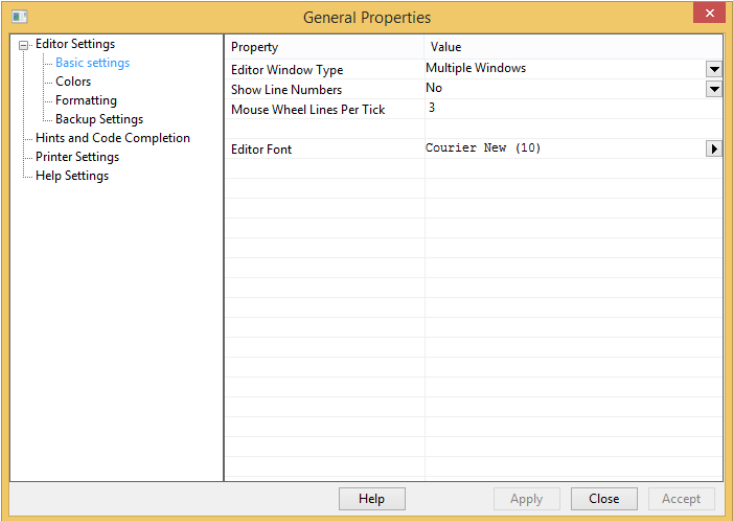 General Properties
Editor Settings
Basic settings
Colors
Formatting
Backup Settings
Hints and Code Completion
Printer Settings
Help Settings
Property Value
Editor Window Type Multiple Windows
Show Line Numbers No
Mouse Wheel Lines Per Tick 3
Editor Font Courier New (10)
Help Apply Close Accept